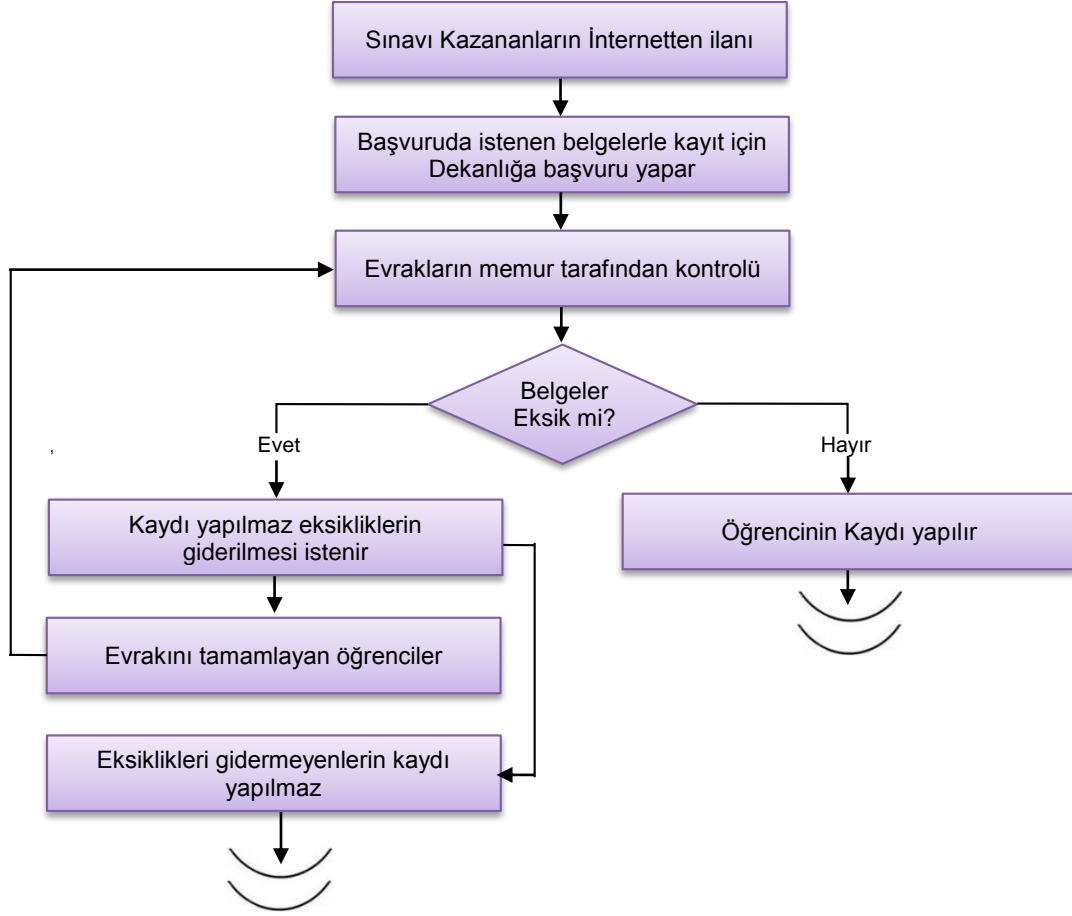 Sınavı Kazananların İnternetten ilanı
Başvuruda istenen belgelerle kayıt için
Dekanlığa başvuru yapar
Evrakların memur tarafından kontrolü
Belgeler
Eksik mi?
Evet
Hayır
,
Kaydı yapılmaz eksikliklerin
giderilmesi istenir
Öğrencinin Kaydı yapılır
Evrakını tamamlayan öğrenciler
Eksiklikleri gidermeyenlerin kaydı
yapılmaz